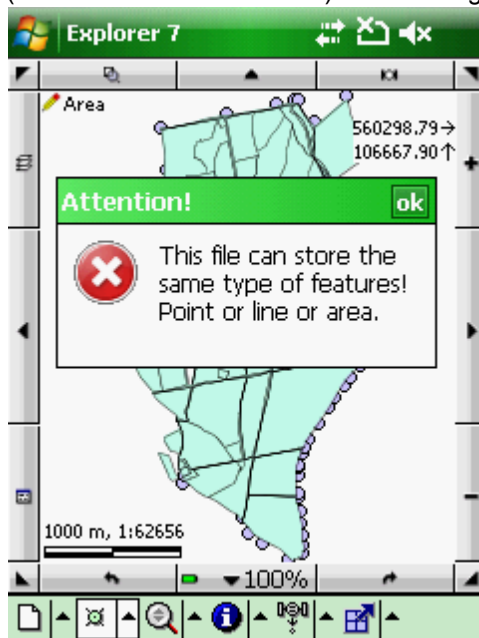 Explorer 7
Area
560298.79→
106667.90↑
Attention!
ok
This file can store the
same type of features!
Point or line or area.
1000 m, 1:62656
100%